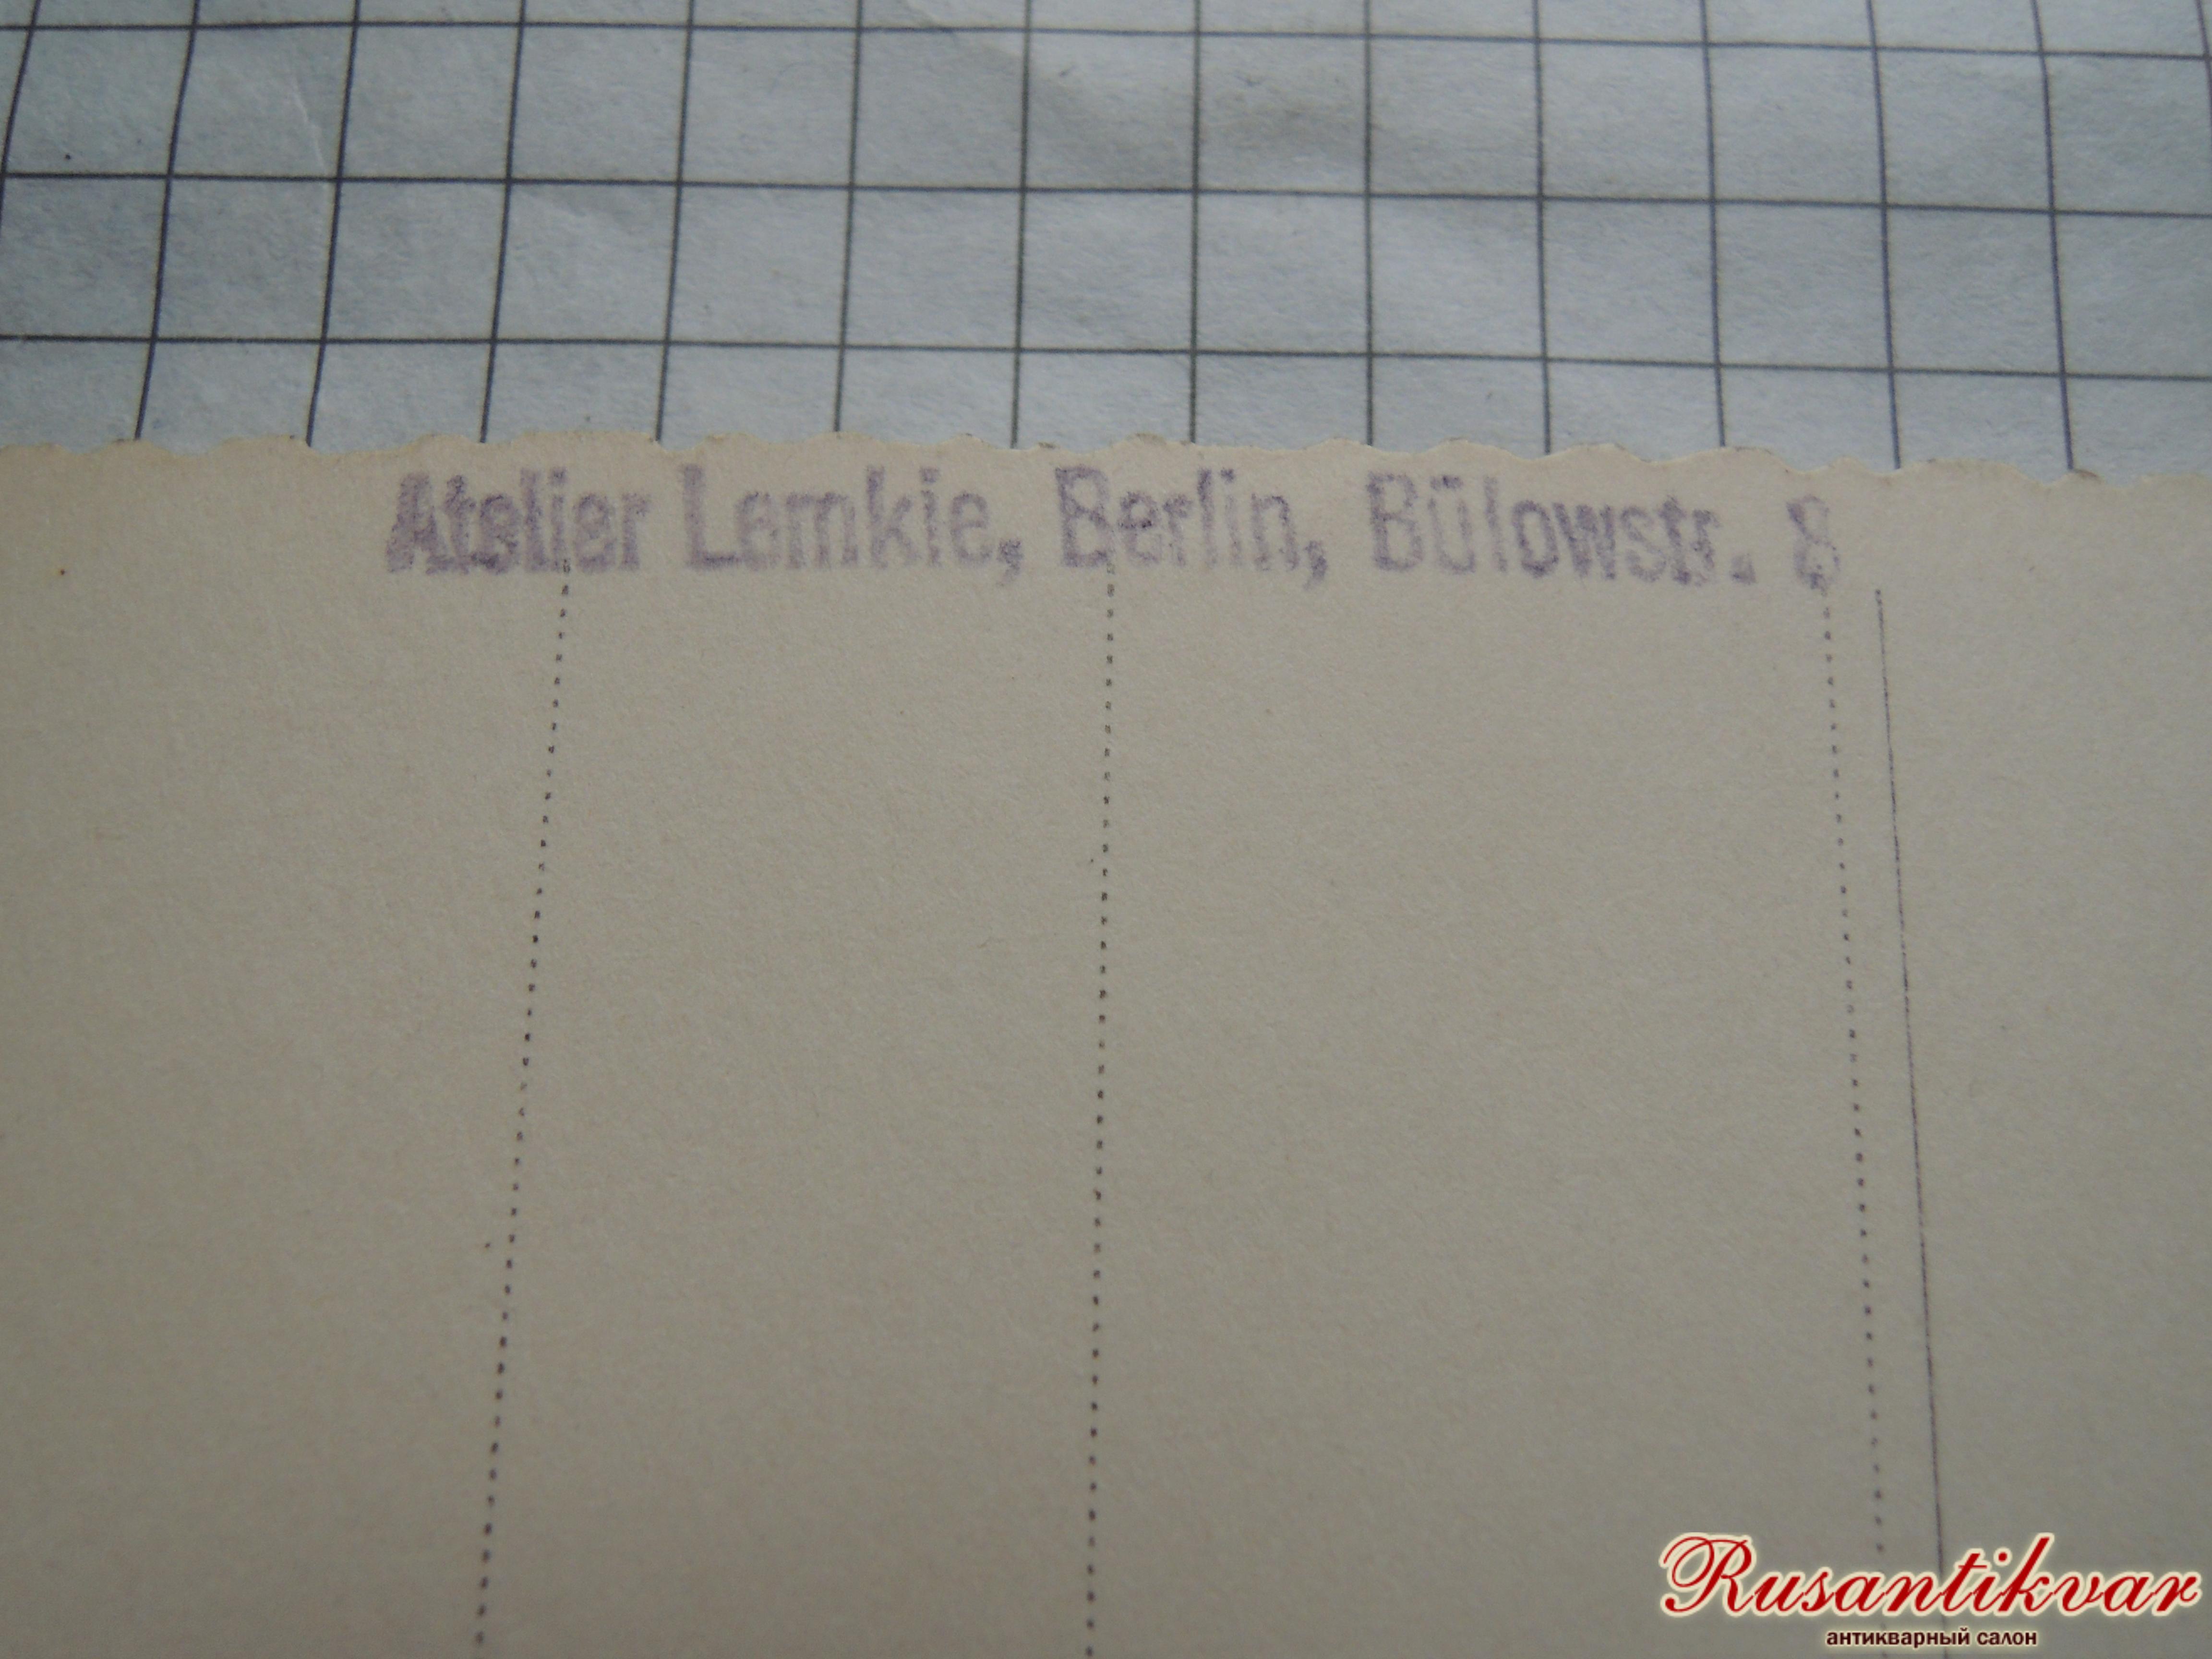 Atelier Lemkie, Berlin, Bülowstr. 8
Rusantikvar
антикварный салон